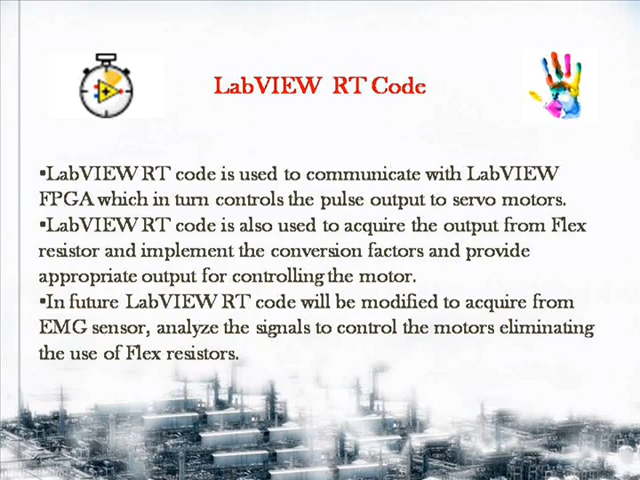 LabVIEW RT Code
•LabVIEW RT code is used to communicate with LabVIEW
FPGA which in turn controls the pulse output to servo motors.
•LabVIEW RT code is also used to acquire the output from Flex
resistor and implement the conversion factors and provide
appropriate output for controlling the motor.
•In future LabVIEW RT code will be modified to acquire from
EMG sensor, analyze the signals to control the motors eliminating
the use of Flex resistors.